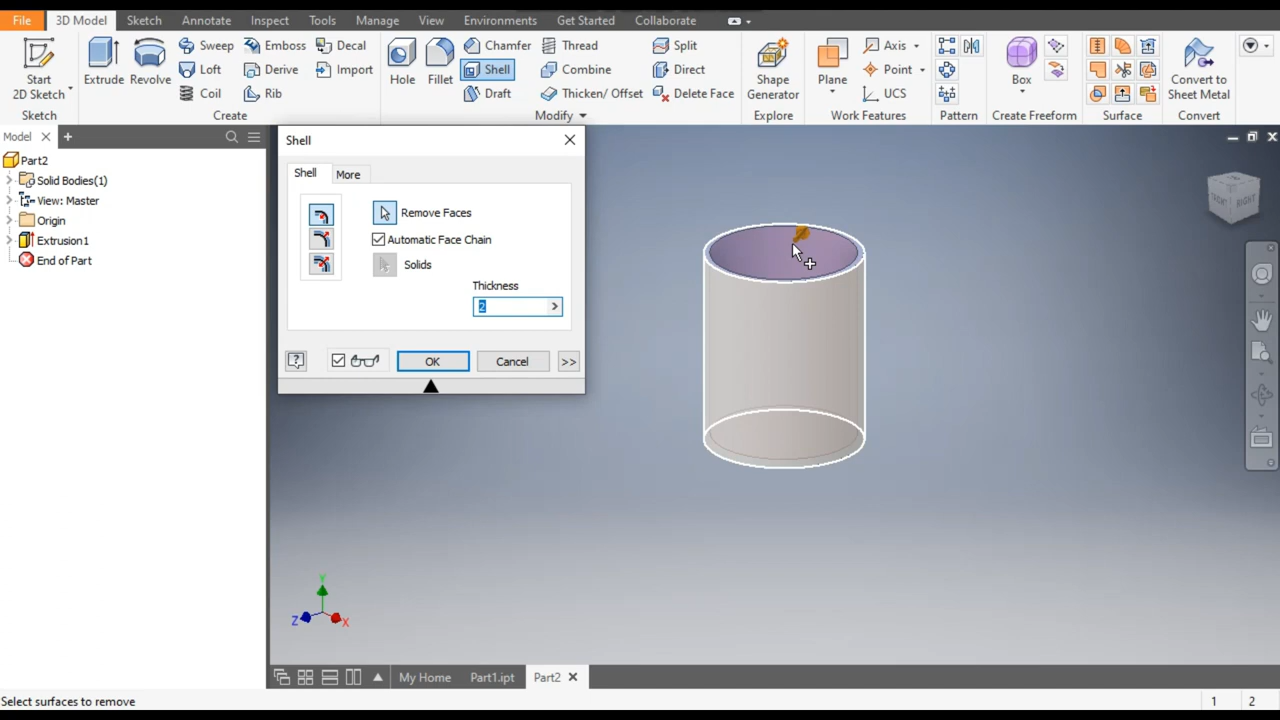 File 3D Model Sketch Annotate Inspect Tools Manage View Environments Get Started Collaborate
Start
2D Sketch
Sketch
Extrude
Revolve
Sweep
Loft
Coil
Emboss
Derive
Rib
Decal
Import
Create
Hole
Fillet
Chamfer
Shell
Draft
Thread
Combine
Thicken/ Offset
Split
Direct
Delete Face
Modify
Shape
Generator
Explore
Plane
Axis
Point
UCS
Work Features
Pattern
Box
Create Freeform
Surface
Convert to
Sheet Metal
Convert
Model
Part2
Solid Bodies(1)
View: Master
Origin
Extrusion1
End of Part
Shell
Shell More
Remove Faces
Automatic Face Chain
Solids
Thickness
2
OK
Cancel
>>
RIGHT
Y
Z
X
My Home Part1.ipt Part2
Select surfaces to remove
1 2